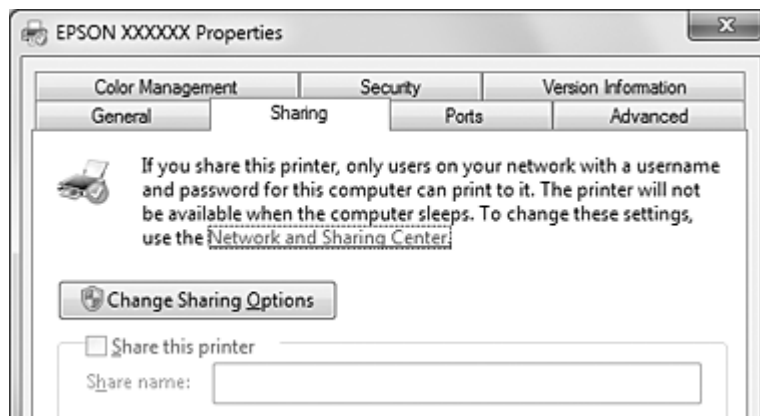 EPSON XXXXXX Properties
Color Management Security Version Information
General Sharing Ports Advanced
If you share this printer, only users on your network with a username
and password for this computer can print to it. The printer will not
be available when the computer sleeps. To change these settings,
use the Network and Sharing Center.
Change Sharing Options
Share this printer
Share name: